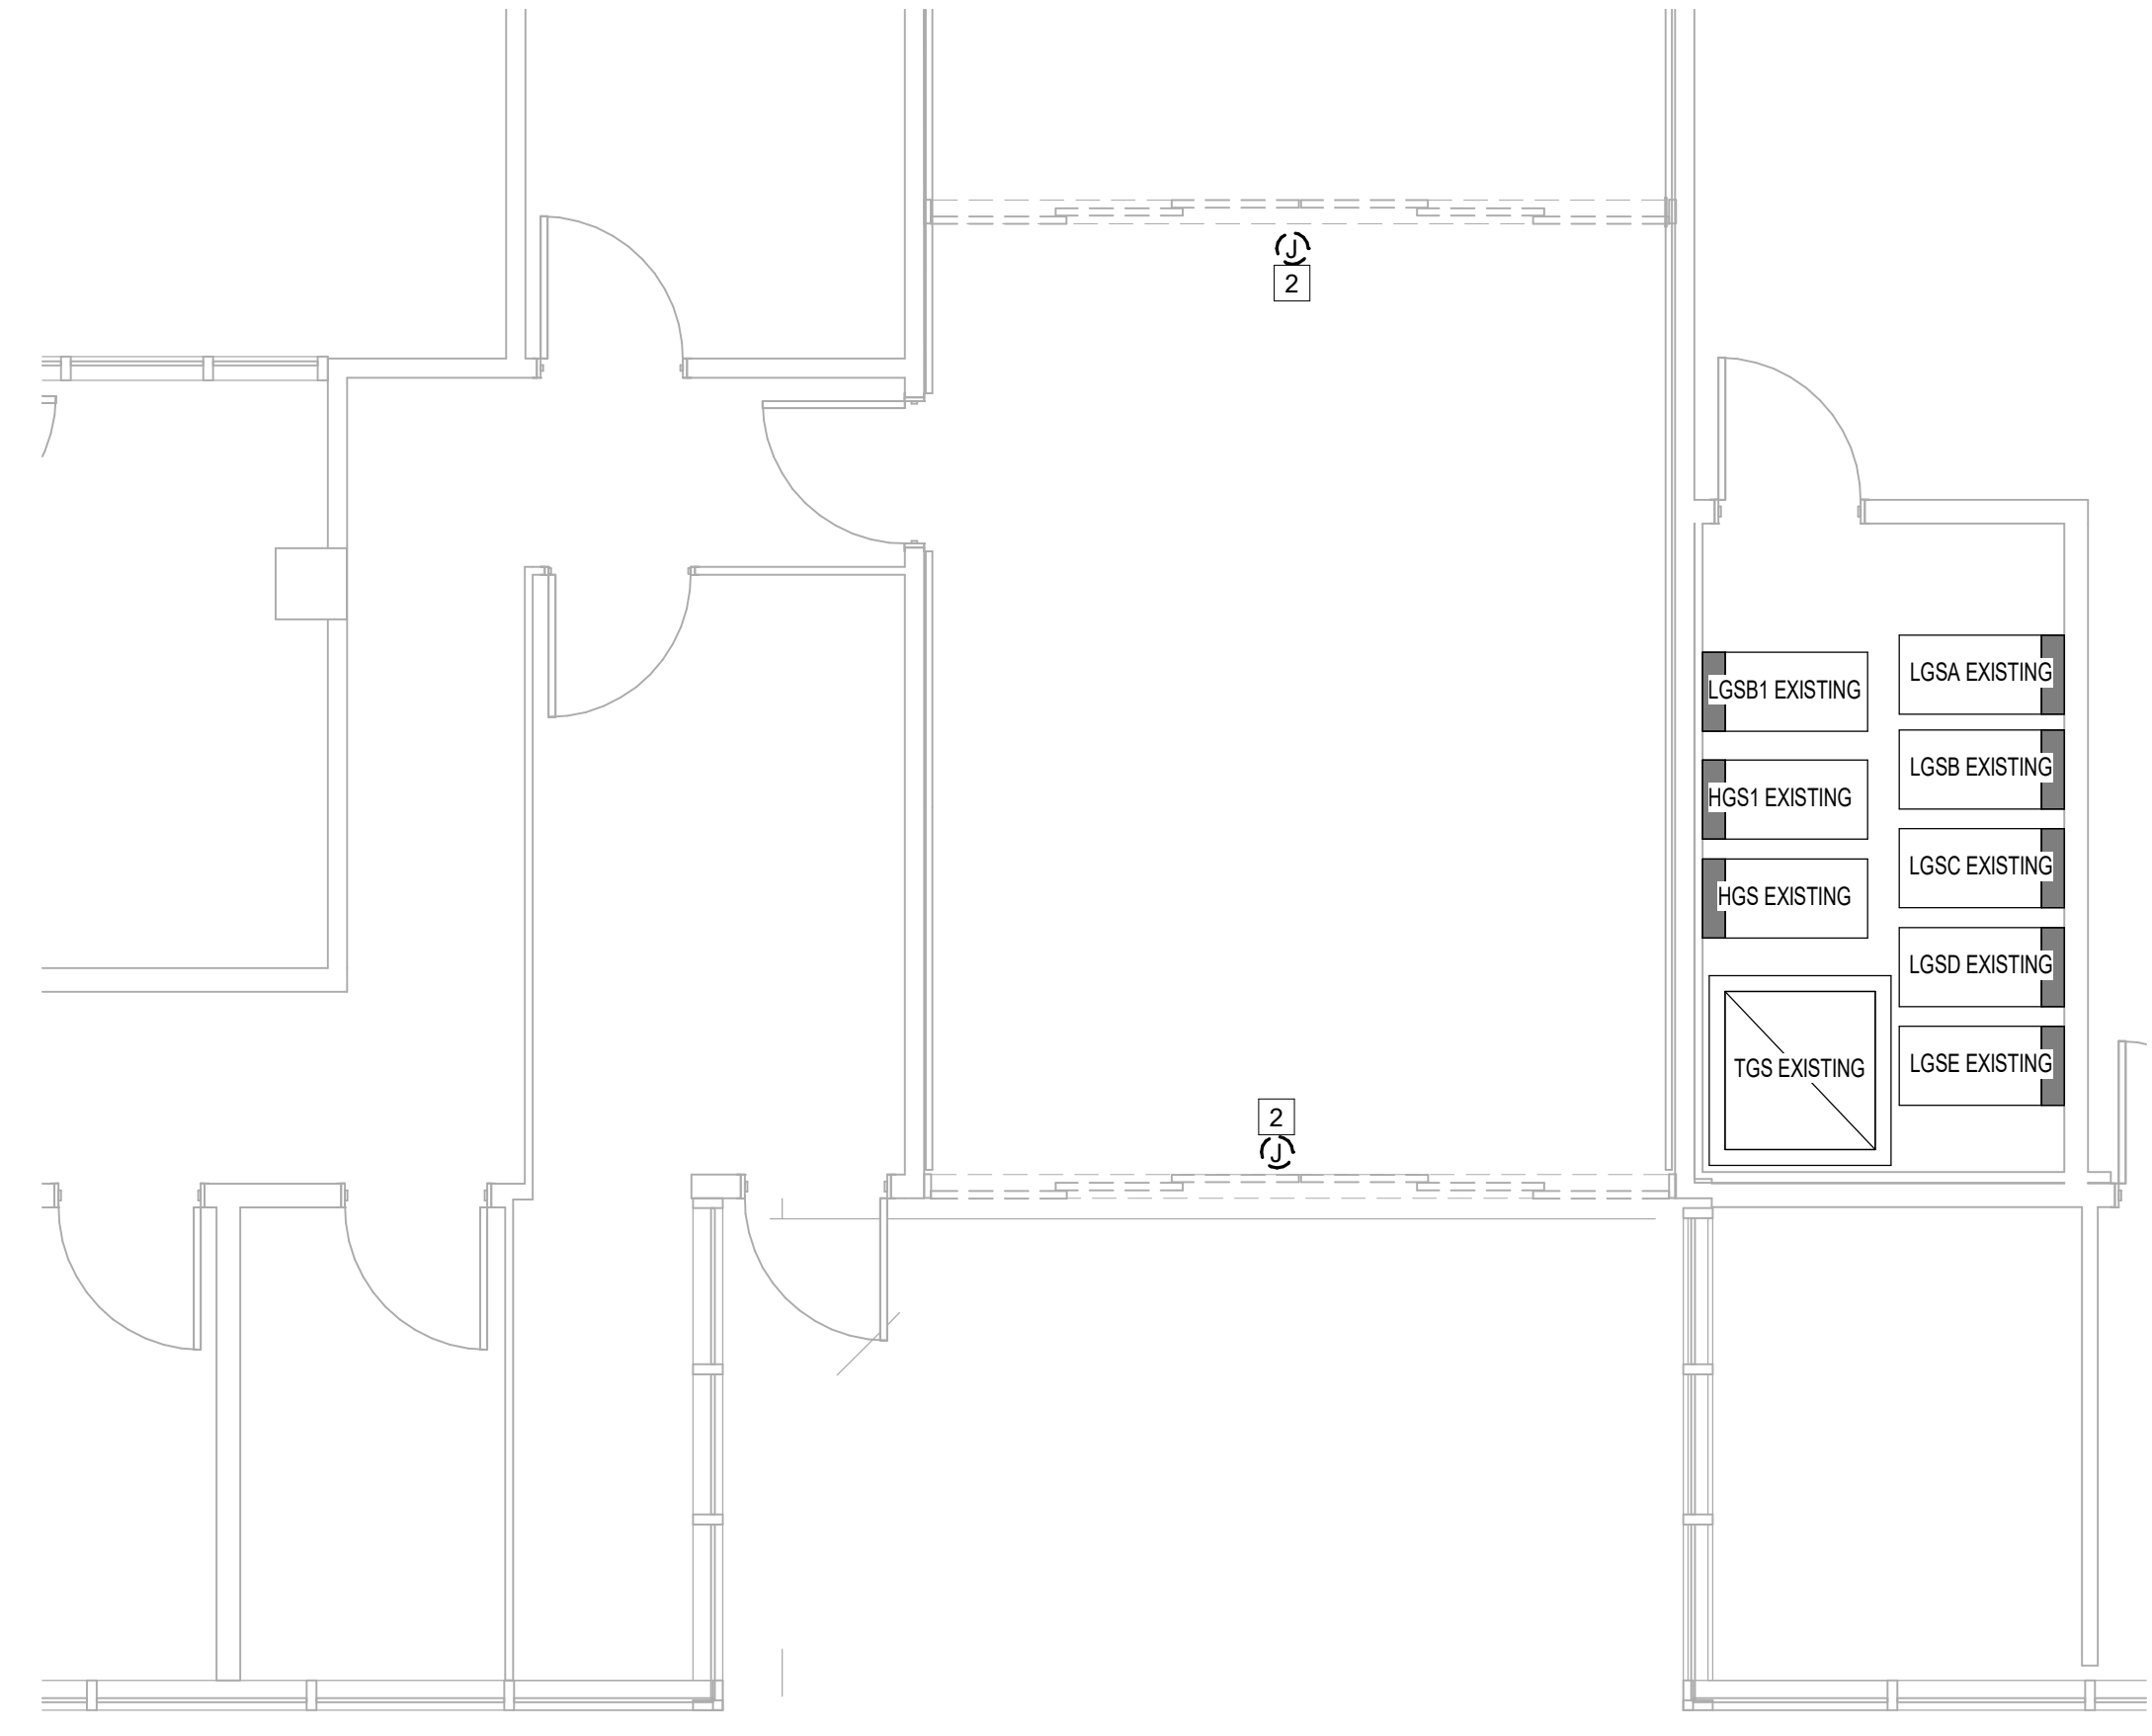 J
2
LGSA EXISTING
LGSB1 EXISTING
LGSB EXISTING
HGS1 EXISTING
LGSC EXISTING
HGS EXISTING
LGSD EXISTING
TGS EXISTING
LGSE EXISTING
2
J